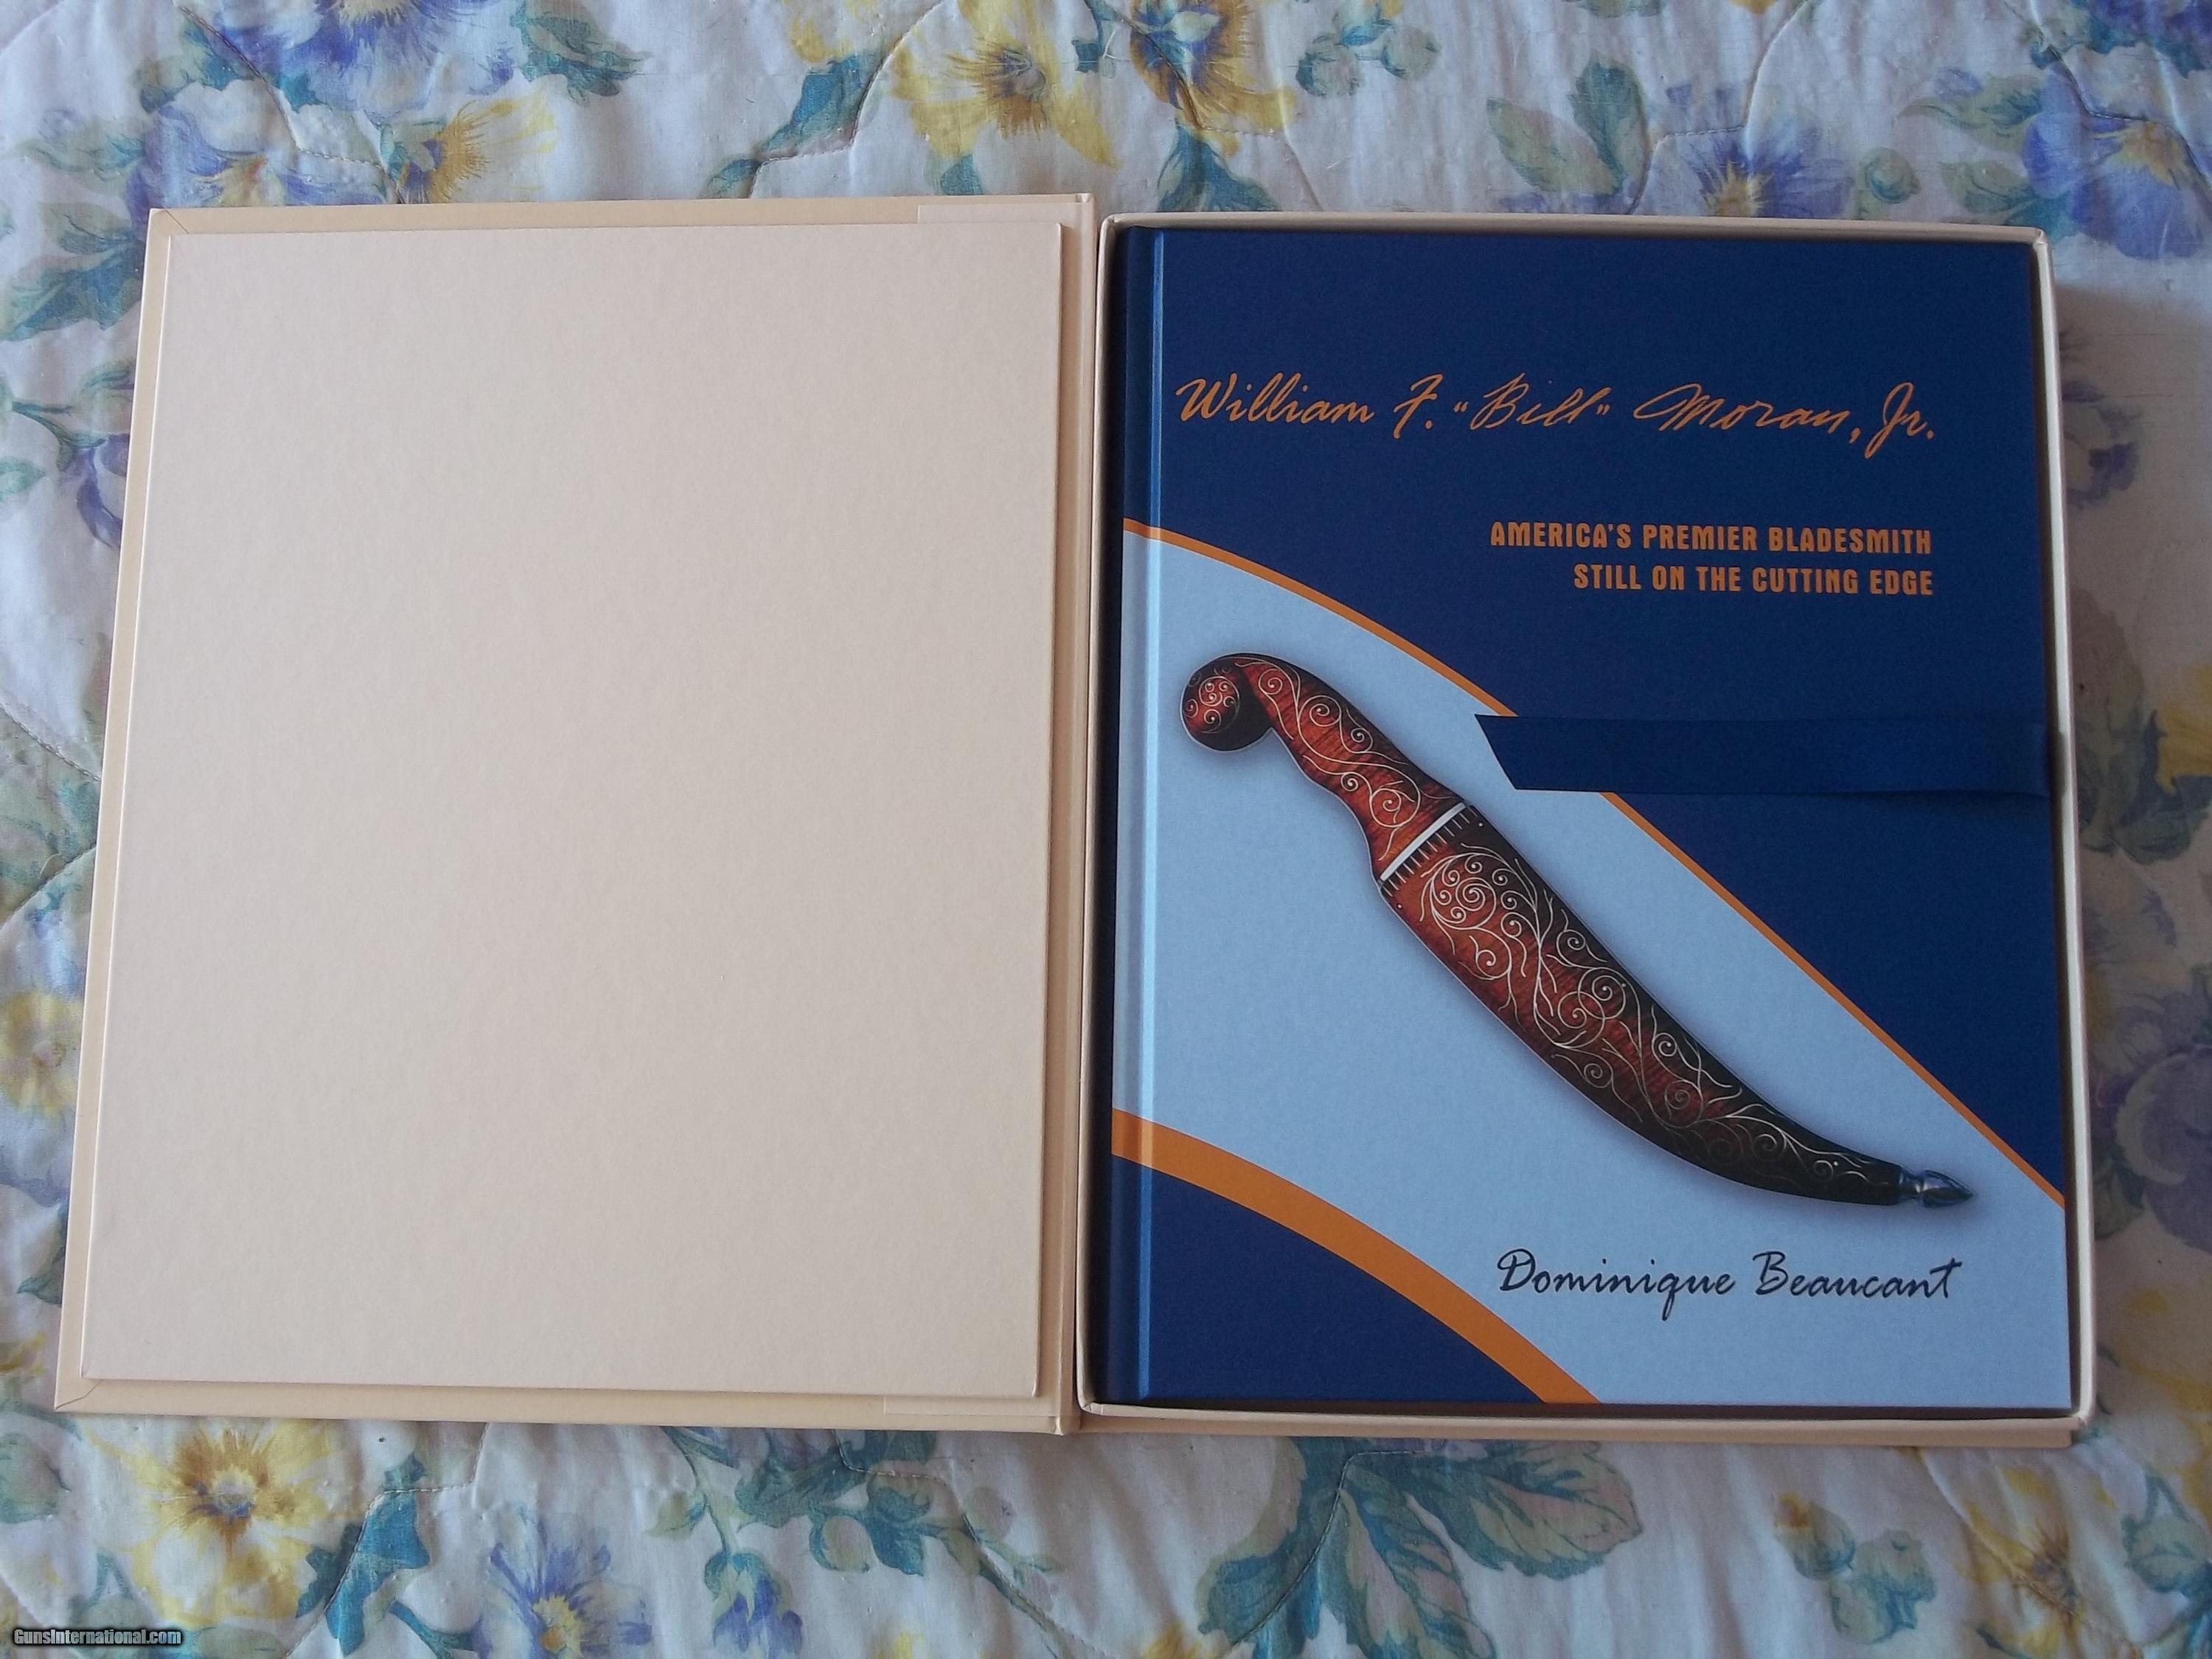 William F. "Bill" Moran, Jr.
AMERICA'S PREMIER BLADESMITH
STILL ON THE CUTTING EDGE
Dominique Beaucant
GunsInternational.com